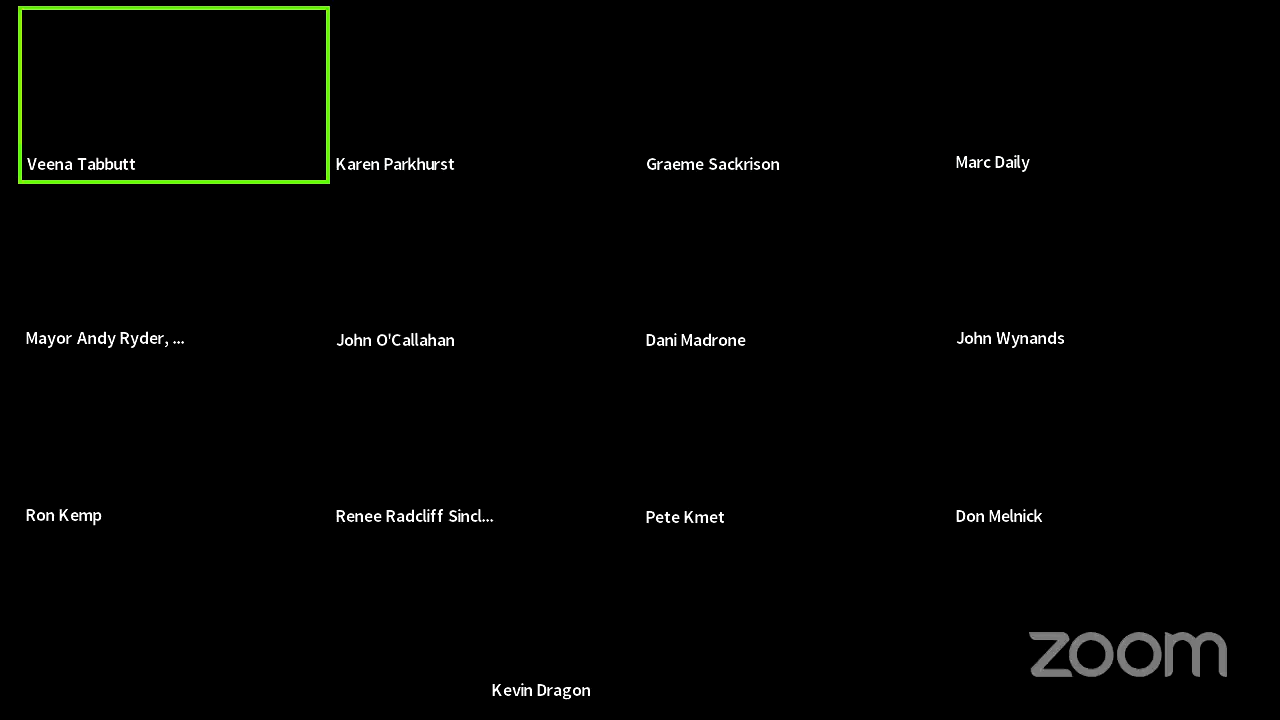 Veena Tabbutt
Karen Parkhurst
Graeme Sackrison
Marc Daily
Mayor Andy Ryder, ...
John O'Callahan
Dani Madrone
John Wynands
Ron Kemp
Renee Radcliff Sincl...
Pete Kmet
Don Melnick
zoom
Kevin Dragon